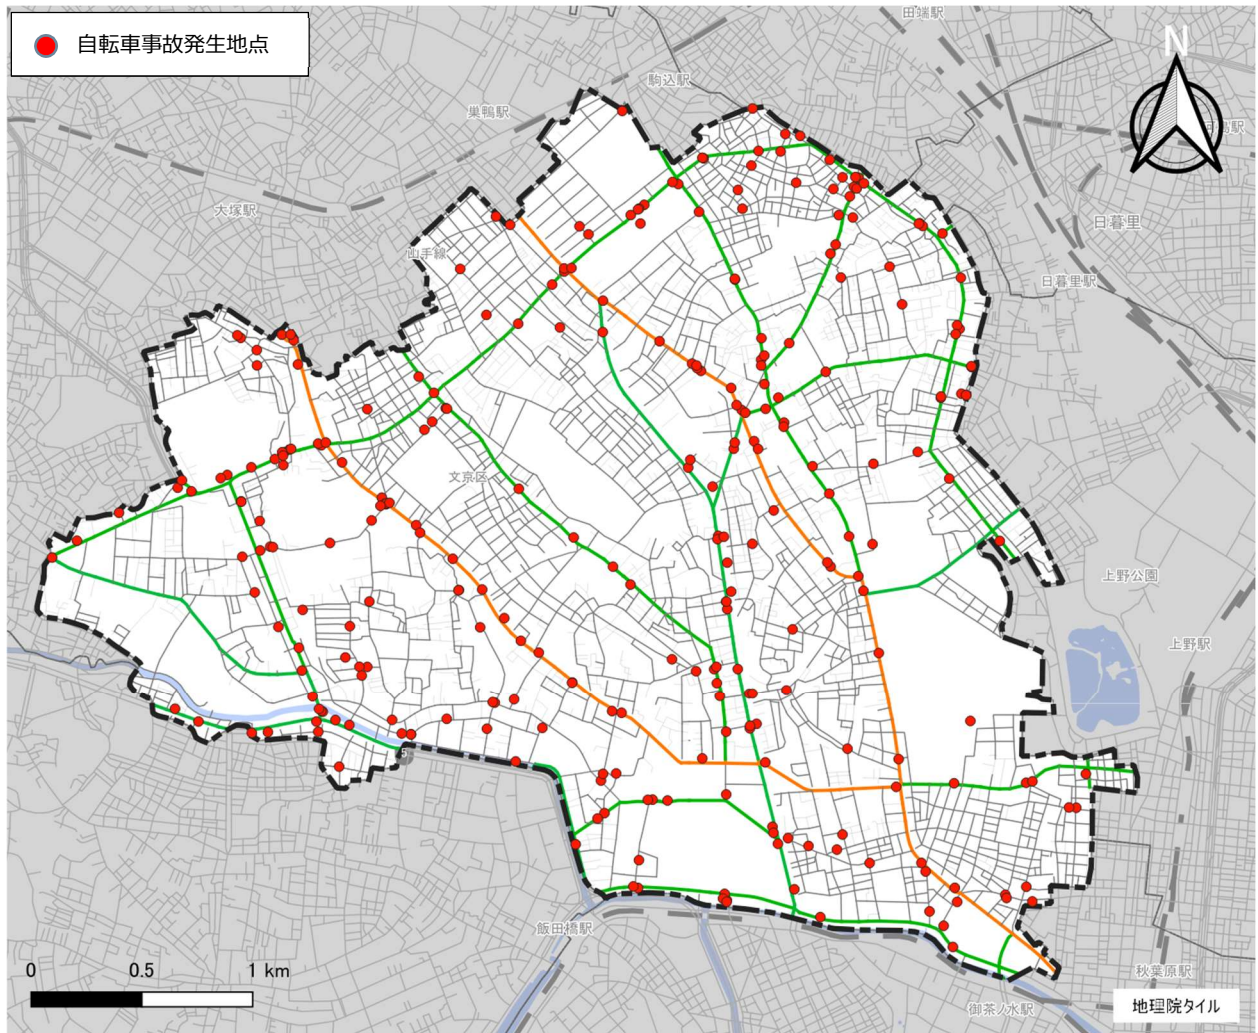 自転車事故発生地点
田端駅
N
駒込駅
巣鴨駅
大塚駅
日暮里
山手線
日暮里駅
文京区
上野公園
上野駅
飯田橋駅
0 0.5 1 km
秋葉原駅
御茶ノ水駅
地理院タイル